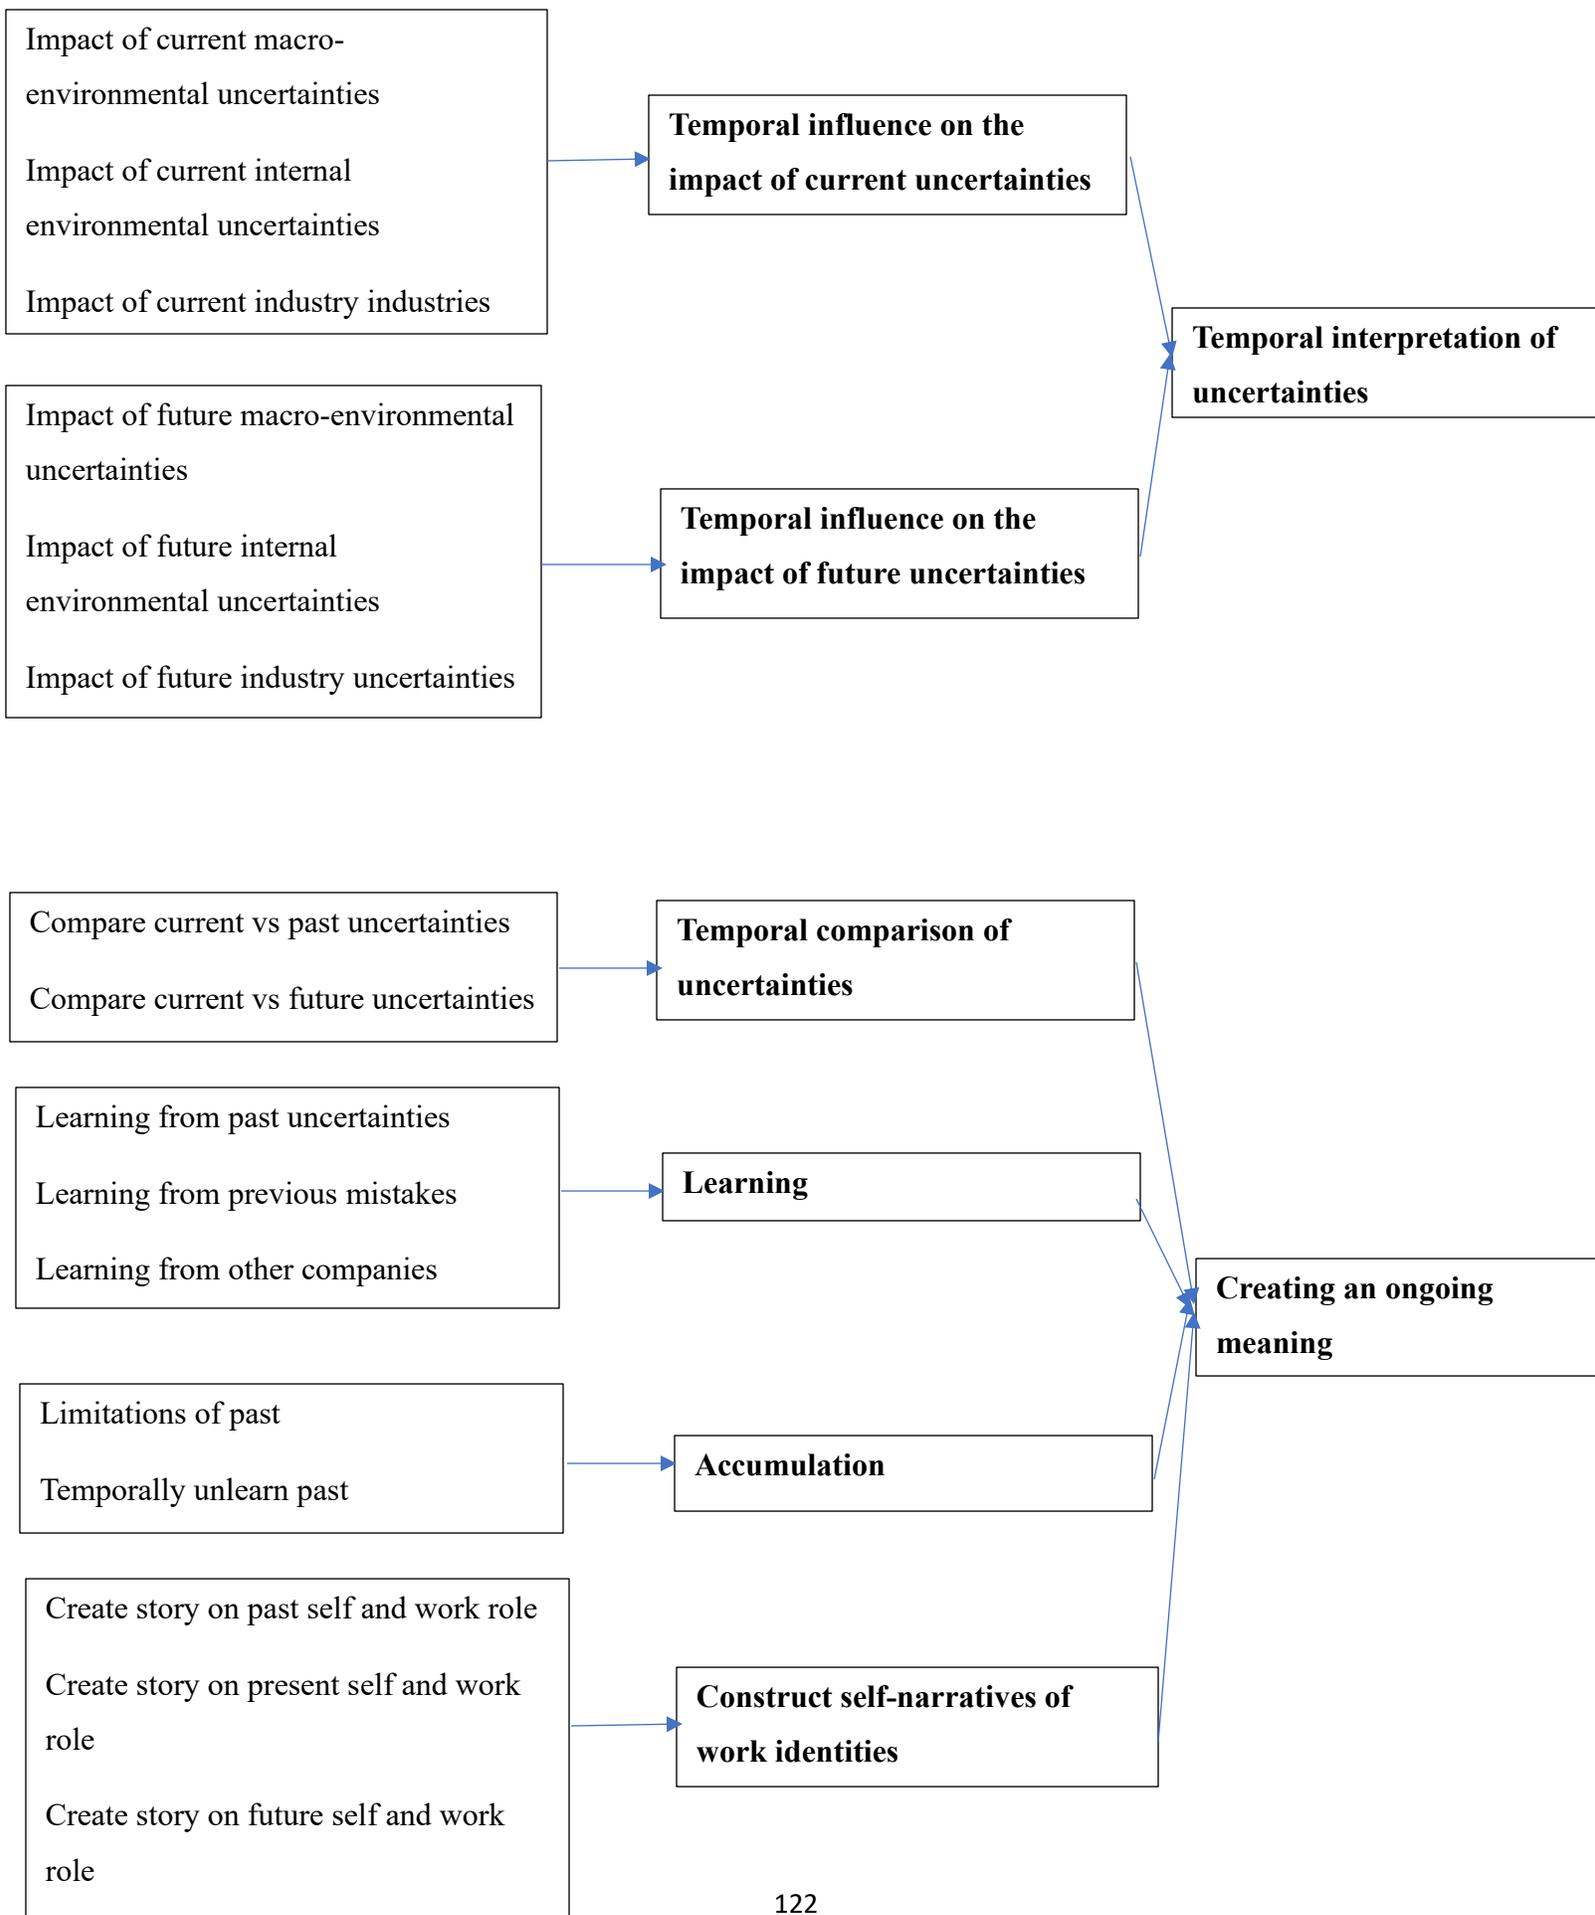 Impact of current macro-
environmental uncertainties
Impact of current internal
environmental uncertainties
Impact of current industry industries
Temporal influence on the
impact of current uncertainties
Temporal interpretation of
uncertainties
Impact of future macro-environmental
uncertainties
Impact of future internal
environmental uncertainties
Impact of future industry uncertainties
Temporal influence on the
impact of future uncertainties
Compare current vs past uncertainties
Compare current vs future uncertainties
Temporal comparison of
uncertainties
Learning from past uncertainties
Learning from previous mistakes
Learning from other companies
Learning
Creating an ongoing
meaning
Limitations of past
Temporally unlearn past
Accumulation
Create story on past self and work role
Create story on present self and work
role
Create story on future self and work
role
Construct self-narratives of
work identities
122